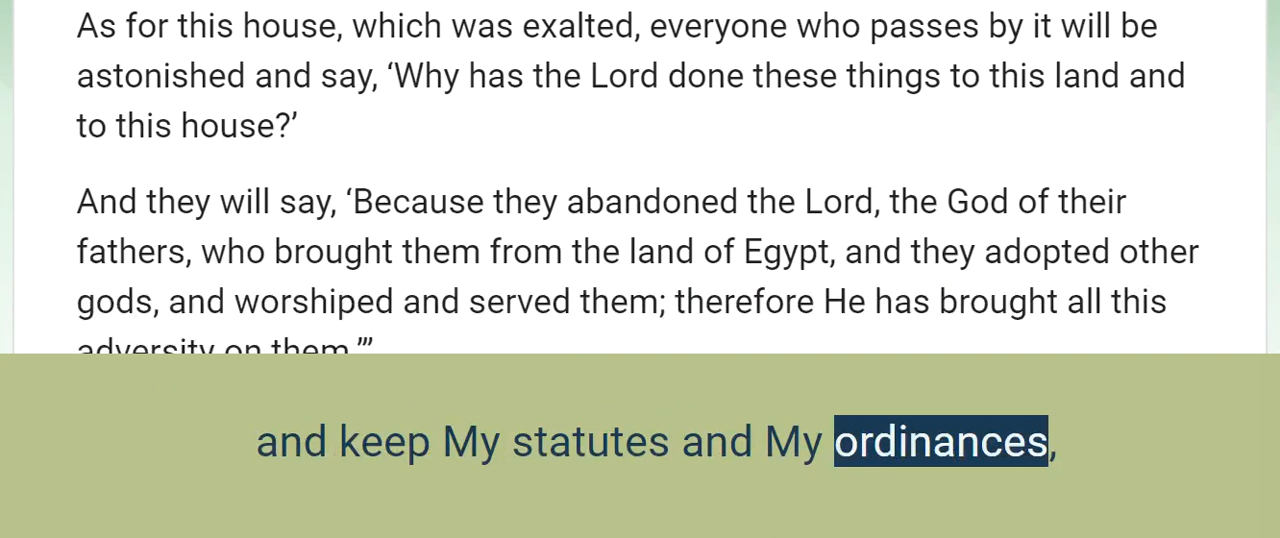 As for this house, which was exalted, everyone who passes by it will be
astonished and say, ‘Why has the Lord done these things to this land and
to this house?’
And they will say, ‘Because they abandoned the Lord, the God of their
fathers, who brought them from the land of Egypt, and they adopted other
gods, and worshiped and served them; therefore He has brought all this
adversity on them.’”
and keep My statutes and My ordinances,